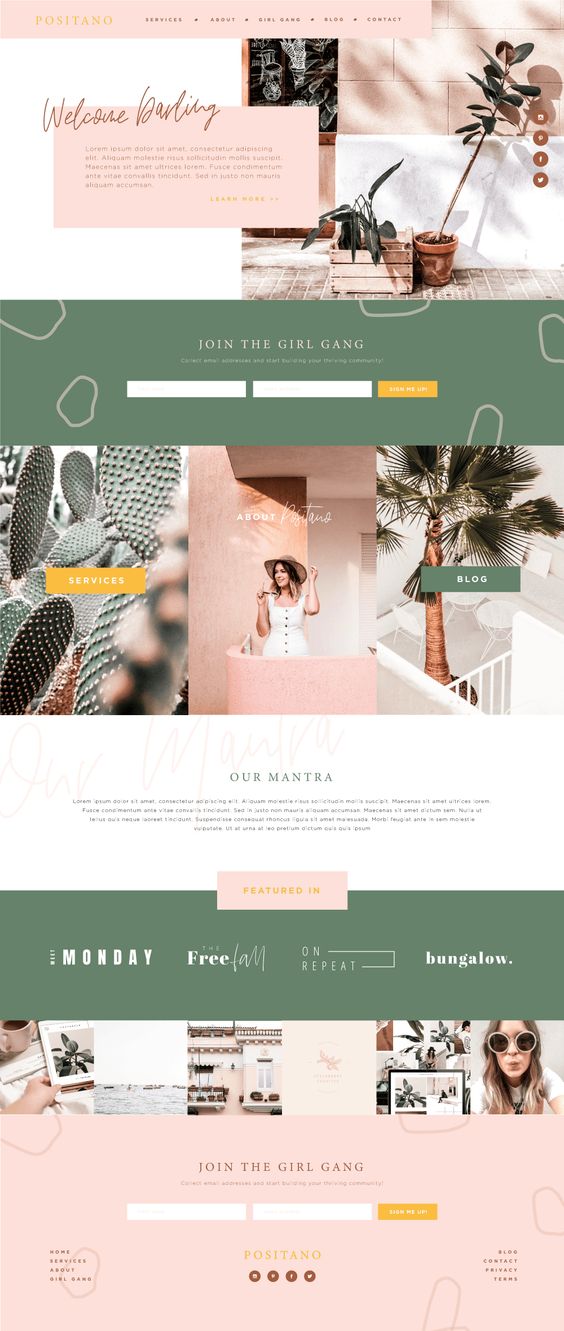 POSITANO
SERVICES
ABOUT
GIRL GANG
BLOG
CONTACT
Welcome Darling
Lorem ipsum dolor sit amet, consectetur adipiscing
elit. Aliquam molestie risus sollicitudin mollis suscipit.
Maecenas sit amet ultrices lorem. Fusce condimentum
ante vitae convallis tincidunt. Sed in justo non mauris
aliquam accumsan.
LEARN MORE >>
JOIN THE GIRL GANG
Collect email addresses and start building your thriving community!
SIGN ME UP!
SERVICES
ABOUT Positano
BLOG
Our Mantra
OUR MANTRA
Lorem ipsum dolor sit amet, consectetur adipiscing elit. Aliquam molestie risus sollicitudin mollis suscipit. Maecenas sit amet ultrices lorem.
Fusce condimentum ante vitae convallis tincidunt. Sed in justo non mauris aliquam accumsan. Nulla ut
tellus quis neque laoreet tincidunt. Suspendisse consequat rhoncus ligula sit amet malesuada. Morbi feugiat ante in sem molestie
vulputate. Ut at urna at leo pretium dictum quis quis ipsum
FEATURED IN
MEET MONDAY
THE
Free fall
ON
REPEAT
bungalow.
JOIN THE GIRL GANG
Collect email addresses and start building your thriving community!
SIGN ME UP!
HOME
SERVICES
ABOUT
GIRL GANG
POSITANO
BLOG
CONTACT
PRIVACY
TERMS